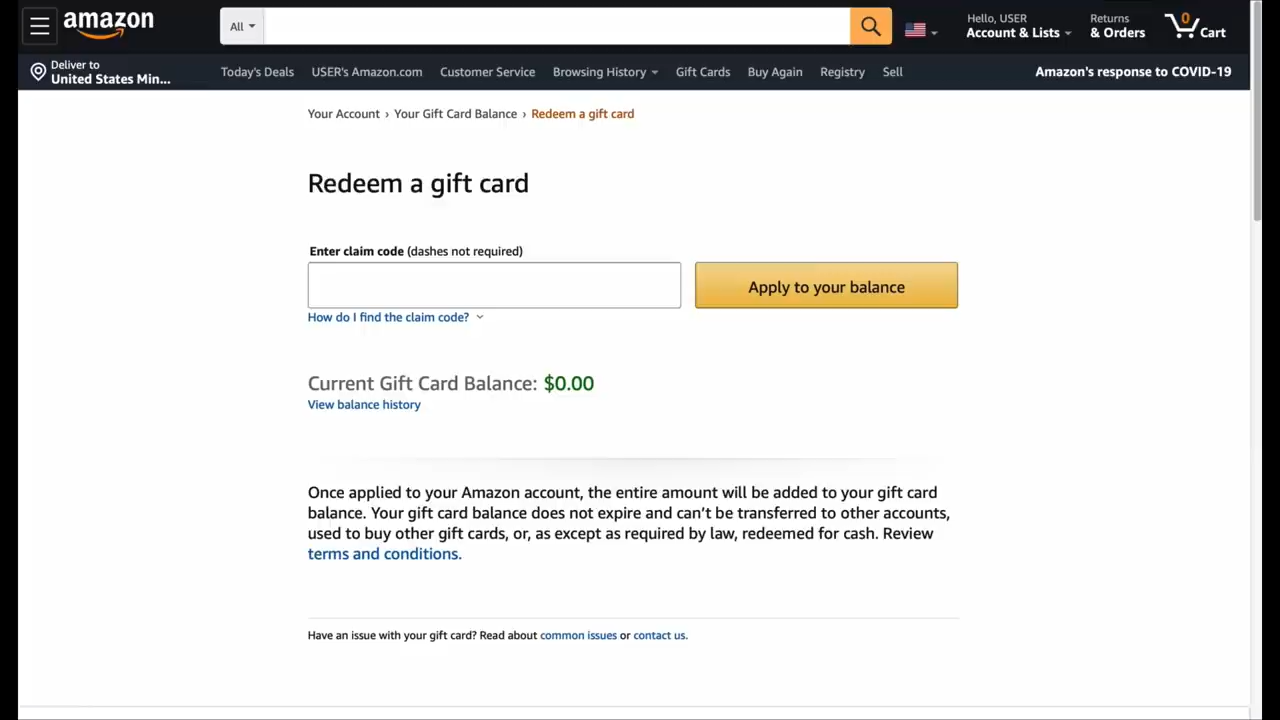 amazon
All
Hello, USER
Account & Lists
Returns
& Orders
0
Cart
Deliver to
United States Min...
Today's Deals
USER's Amazon.com
Customer Service
Browsing History
Gift Cards
Buy Again
Registry
Sell
Amazon's response to COVID-19
Your Account › Your Gift Card Balance › Redeem a gift card
Redeem a gift card
Enter claim code (dashes not required)
Apply to your balance
How do I find the claim code?
Current Gift Card Balance: $0.00
View balance history
Once applied to your Amazon account, the entire amount will be added to your gift card
balance. Your gift card balance does not expire and can’t be transferred to other accounts,
used to buy other gift cards, or, as except as required by law, redeemed for cash. Review
terms and conditions.
Have an issue with your gift card? Read about common issues or contact us.